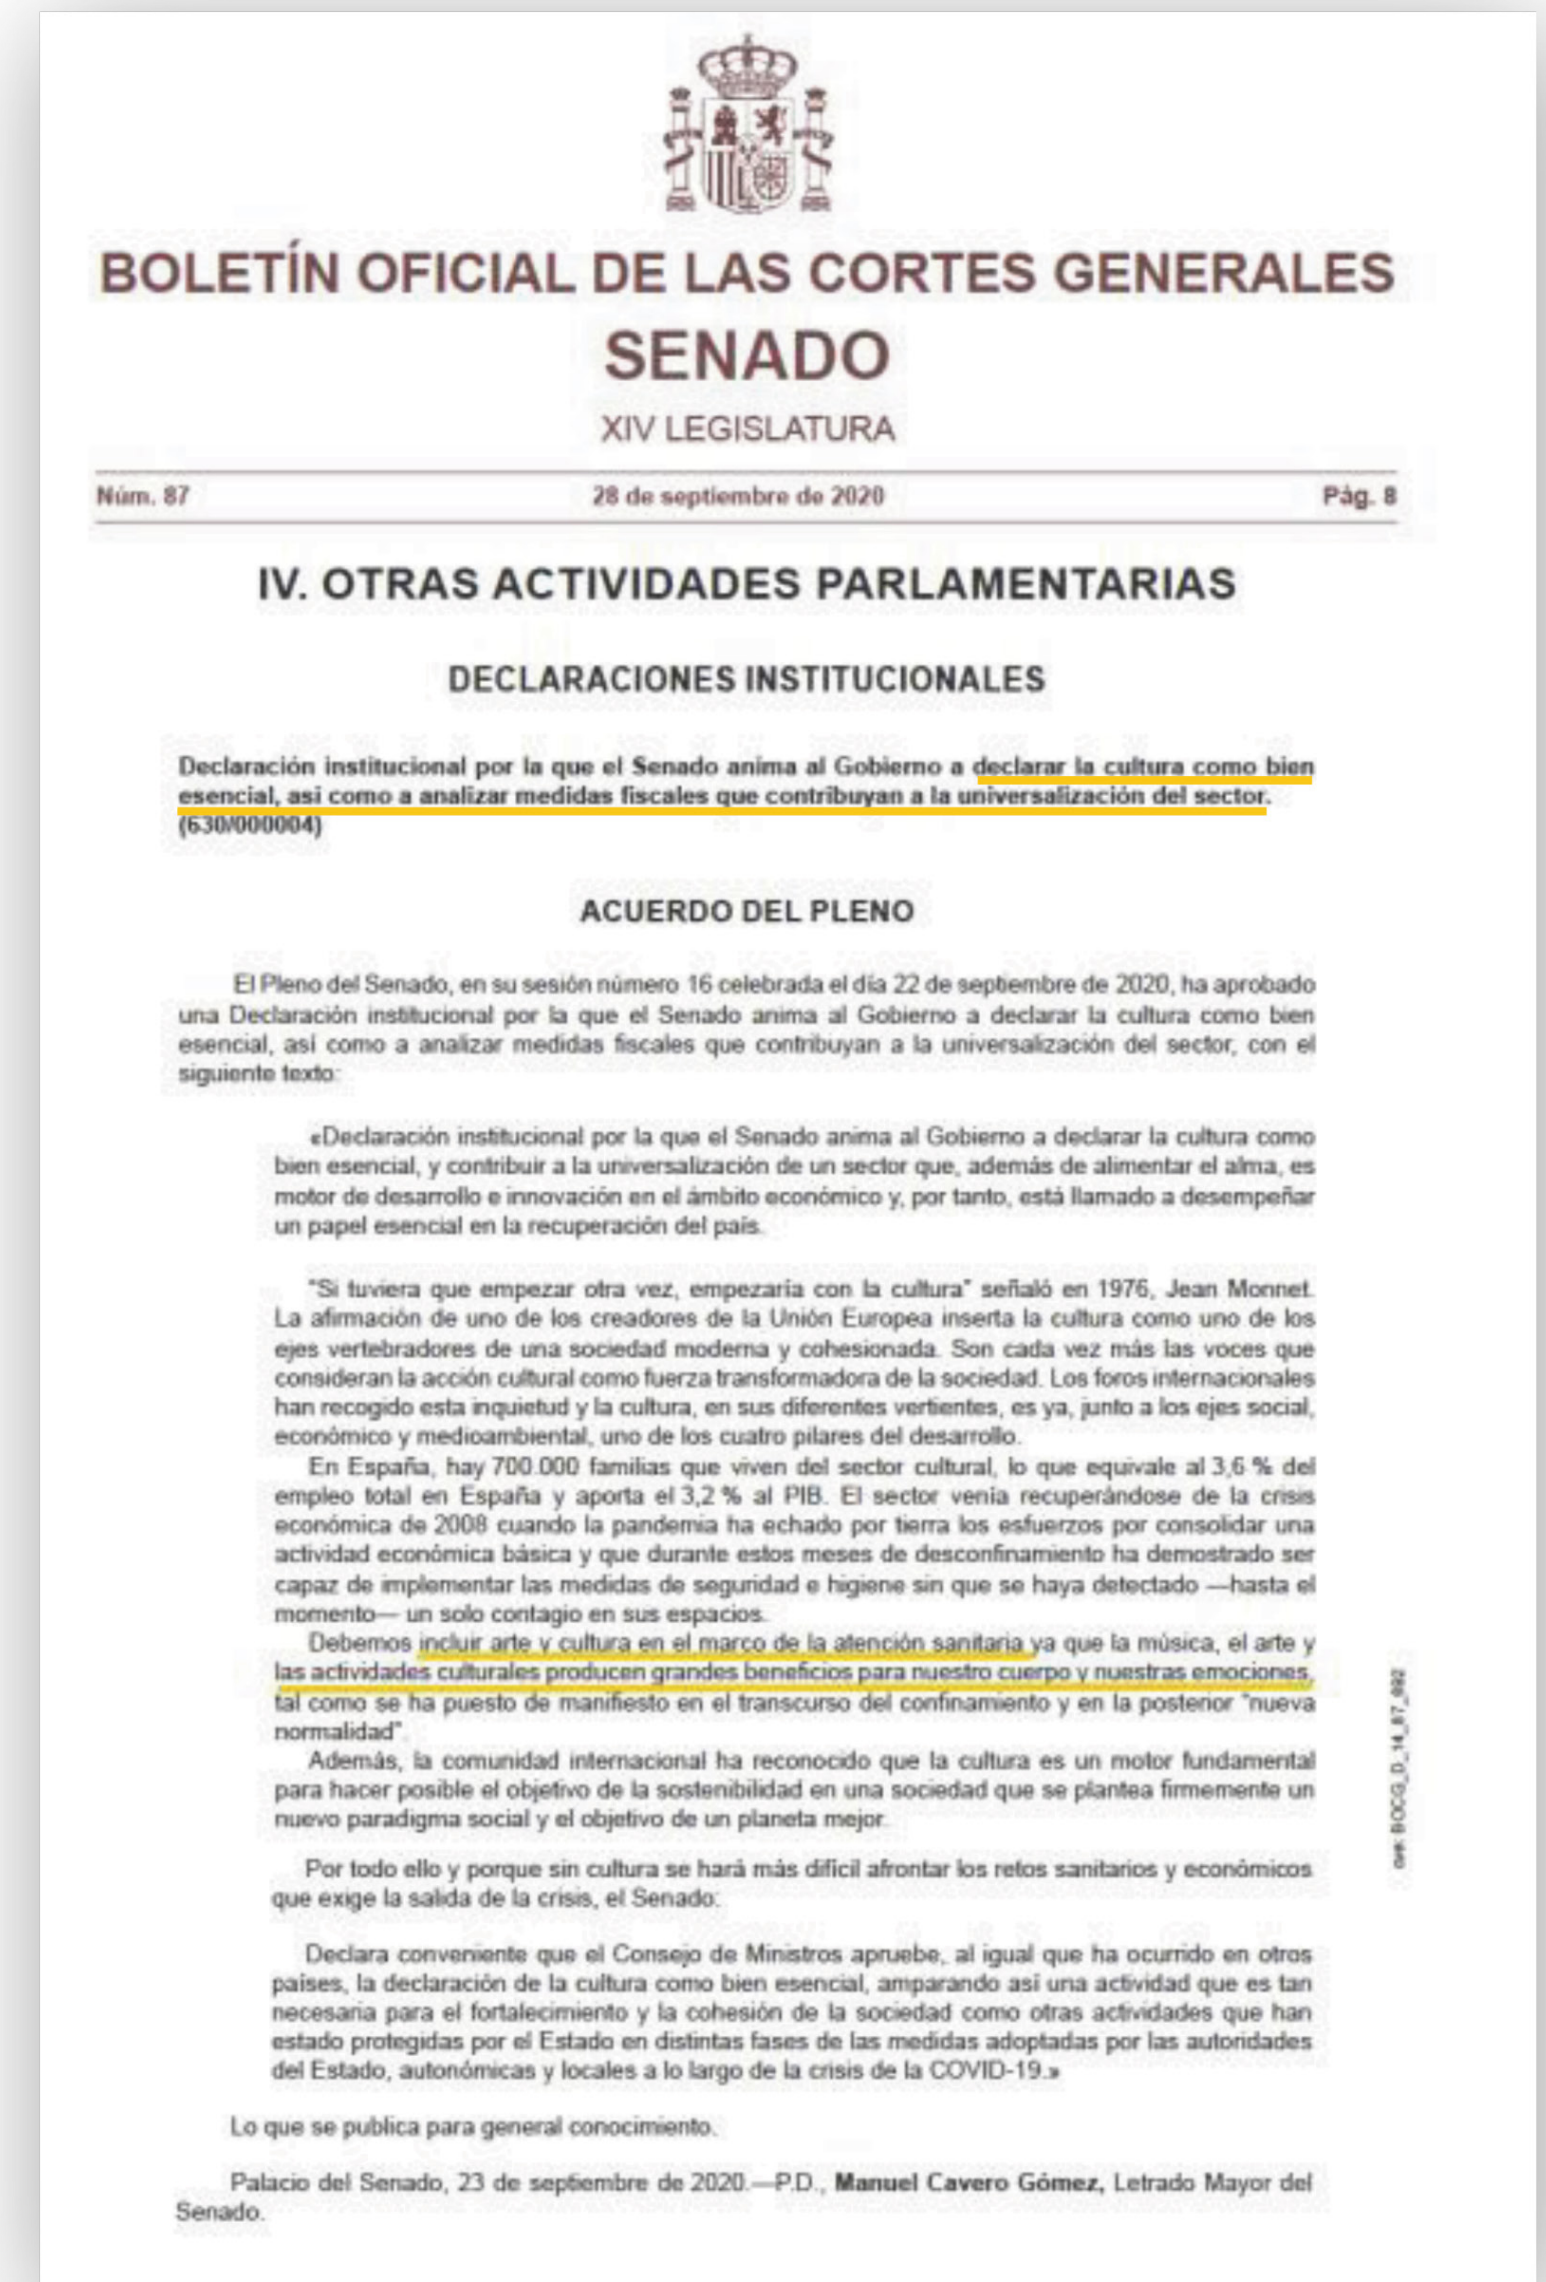 BOLETÍN OFICIAL DE LAS CORTES GENERALES
SENADO
XIV LEGISLATURA
Núm. 87 28 de septiembre de 2020 Pág. 8
IV. OTRAS ACTIVIDADES PARLAMENTARIAS
DECLARACIONES INSTITUCIONALES
Declaración institucional por la que el Senado anima al Gobierno a declarar la cultura como bien
esencial, así como a analizar medidas fiscales que contribuyan a la universalización del sector.
(630/000004)
ACUERDO DEL PLENO
El Pleno del Senado, en su sesión número 16 celebrada el día 22 de septiembre de 2020, ha aprobado
una Declaración institucional por la que el Senado anima al Gobierno a declarar la cultura como bien
esencial, así como a analizar medidas fiscales que contribuyan a la universalización del sector, con el
siguiente texto:
«Declaración institucional por la que el Senado anima al Gobierno a declarar la cultura como
bien esencial, y contribuir a la universalización de un sector que, además de alimentar el alma, es
motor de desarrollo e innovación en el ámbito económico y, por tanto, está llamado a desempeñar
un papel esencial en la recuperación del país.
"Si tuviera que empezar otra vez, empezaría con la cultura" señaló en 1976, Jean Monnet.
La afirmación de uno de los creadores de la Unión Europea inserta la cultura como uno de los
ejes vertebradores de una sociedad moderna y cohesionada. Son cada vez más las voces que
consideran la acción cultural como fuerza transformadora de la sociedad. Los foros internacionales
han recogido esta inquietud y la cultura, en sus diferentes vertientes, es ya, junto a los ejes social,
económico y medioambiental, uno de los cuatro pilares del desarrollo.
En España, hay 700.000 familias que viven del sector cultural, lo que equivale al 3,6 % del
empleo total en España y aporta el 3,2 % al PIB. El sector venía recuperándose de la crisis
económica de 2008 cuando la pandemia ha echado por tierra los esfuerzos por consolidar una
actividad económica básica y que durante estos meses de desconfinamiento ha demostrado ser
capaz de implementar las medidas de seguridad e higiene sin que se haya detectado —hasta el
momento— un solo contagio en sus espacios.
Debemos incluir arte y cultura en el marco de la atención sanitaria ya que la música, el arte y
las actividades culturales producen grandes beneficios para nuestro cuerpo y nuestras emociones,
tal como se ha puesto de manifiesto en el transcurso del confinamiento y en la posterior "nueva
normalidad".
Además, la comunidad internacional ha reconocido que la cultura es un motor fundamental
para hacer posible el objetivo de la sostenibilidad en una sociedad que se plantea firmemente un
nuevo paradigma social y el objetivo de un planeta mejor.
Por todo ello y porque sin cultura se hará más difícil afrontar los retos sanitarios y económicos
que exige la salida de la crisis, el Senado:
Declara conveniente que el Consejo de Ministros apruebe, al igual que ha ocurrido en otros
países, la declaración de la cultura como bien esencial, amparando así una actividad que es tan
necesaria para el fortalecimiento y la cohesión de la sociedad como otras actividades que han
estado protegidas por el Estado en distintas fases de las medidas adoptadas por las autoridades
del Estado, autonómicas y locales a lo largo de la crisis de la COVID-19.»
Lo que se publica para general conocimiento.
Palacio del Senado, 23 de septiembre de 2020.—P.D., Manuel Cavero Gómez, Letrado Mayor del
Senado.
cve: BOCG_D_14_87_692